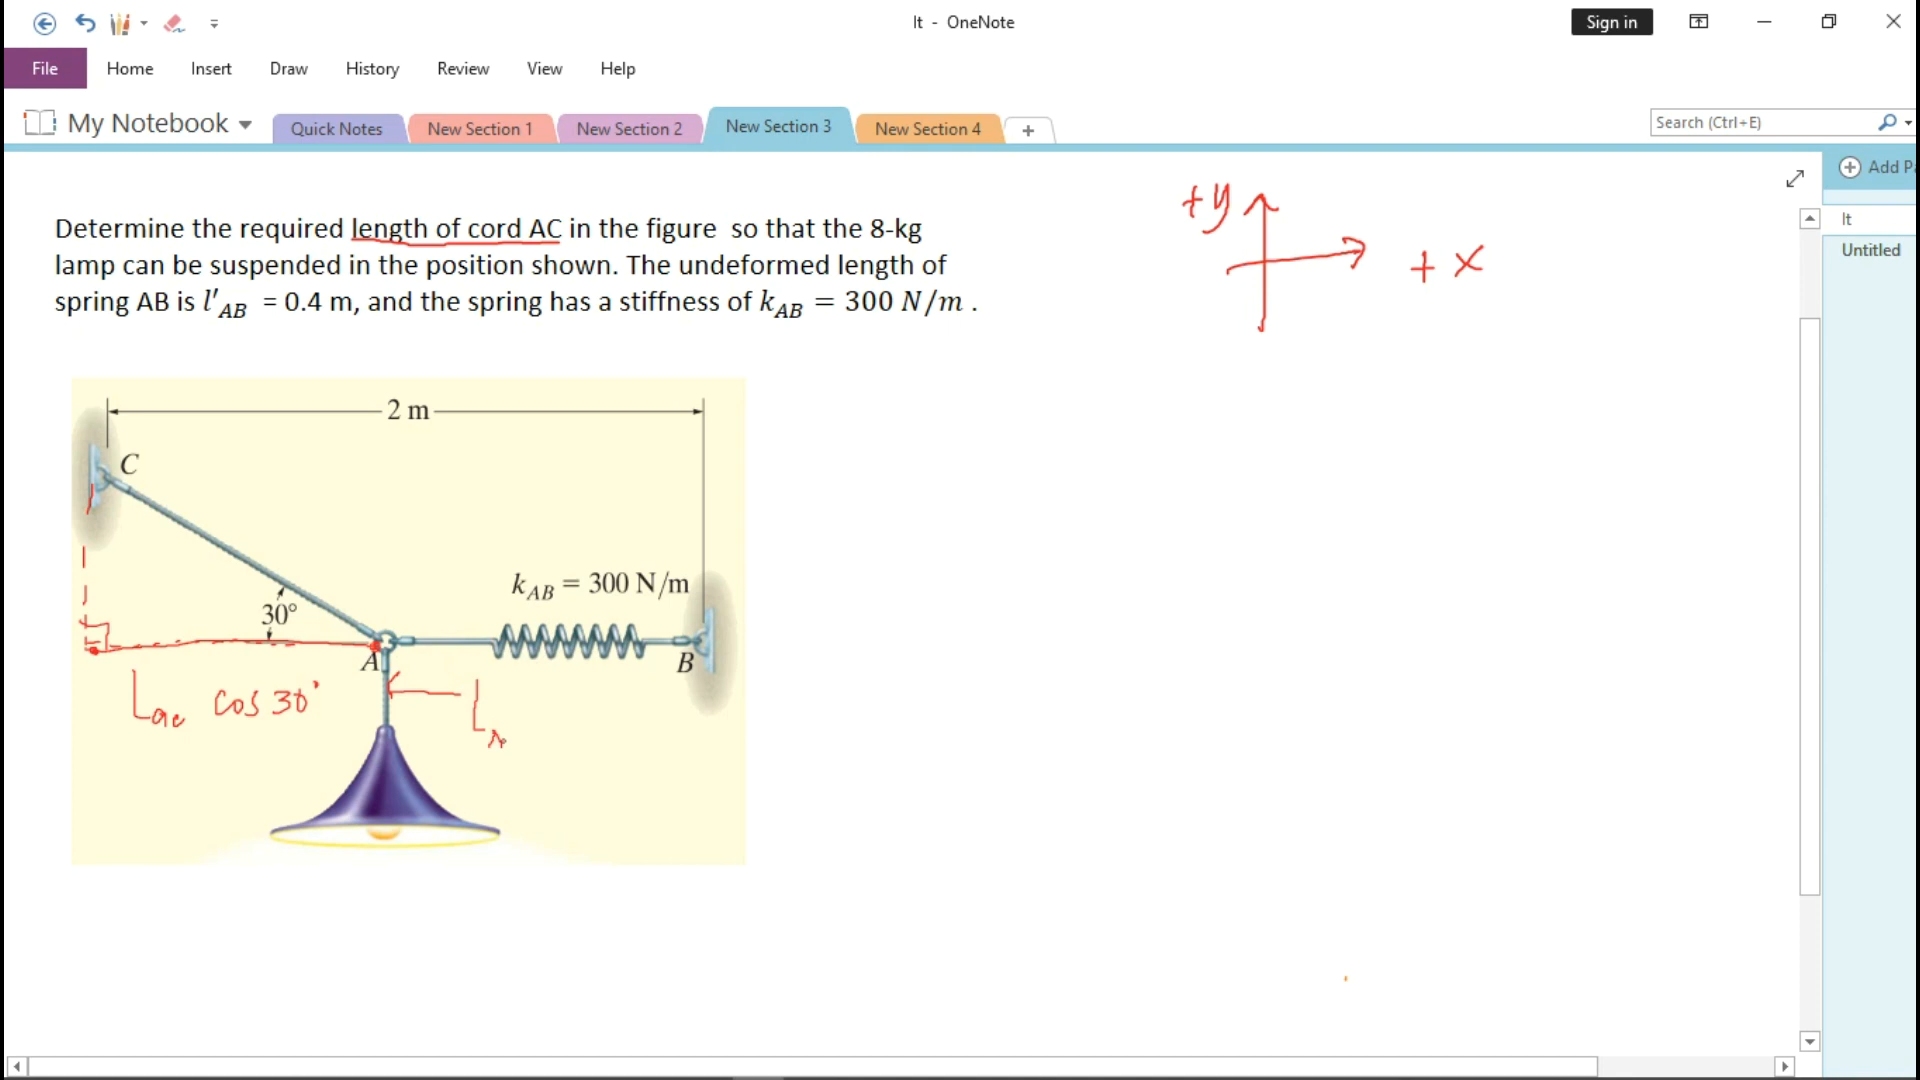 It - OneNote
Sign in
File Home Insert Draw History Review View Help
My Notebook Quick Notes New Section 1 New Section 2 New Section 3 New Section 4 +
Search (Ctrl+E)
Add P
It
Untitled
+y
+ x
Determine the required length of cord AC in the figure so that the 8-kg
lamp can be suspended in the position shown. The undeformed length of
spring AB is l'AB = 0.4 m, and the spring has a stiffness of kAB = 300 N/m .
2 m
C
kAB = 300 N/m
30°
A
B
Lac cos 30°